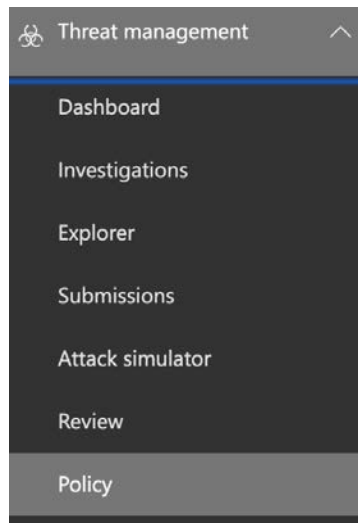 Threat management
Dashboard
Investigations
Explorer
Submissions
Attack simulator
Review
Policy